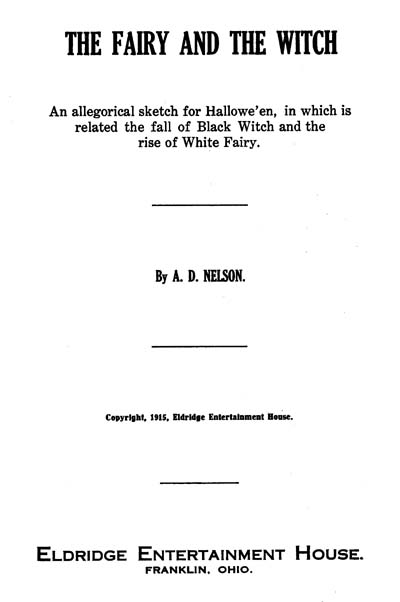 THE FAIRY AND THE WITCH
An allegorical sketch for Hallowe'en, in which is
related the fall of Black Witch and the
rise of White Fairy.
By A. D. NELSON.
Copyright, 1915, Eldridge Entertainment House.
ELDRIDGE ENTERTAINMENT HOUSE.
FRANKLIN, OHIO.